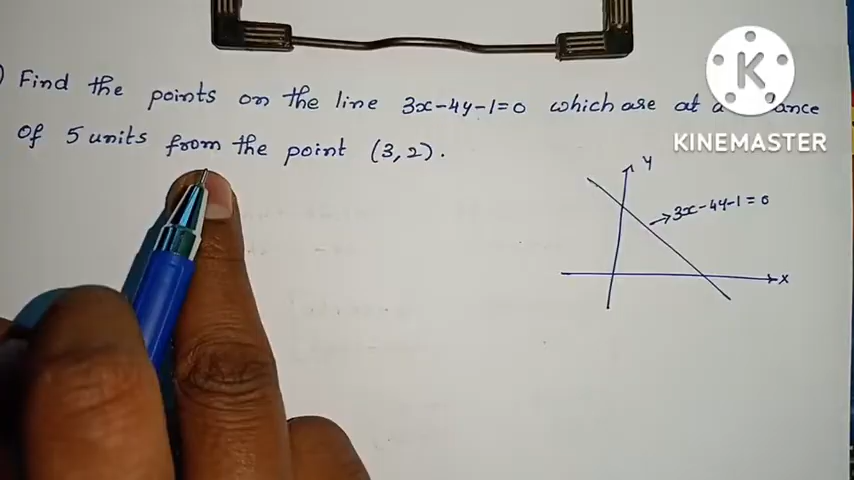 ) Find the points on the line 3x-4y-1=0 which are at a
of 5 units from the point (3,2).
KINEMASTER
Y
3x-4y-1=0
X